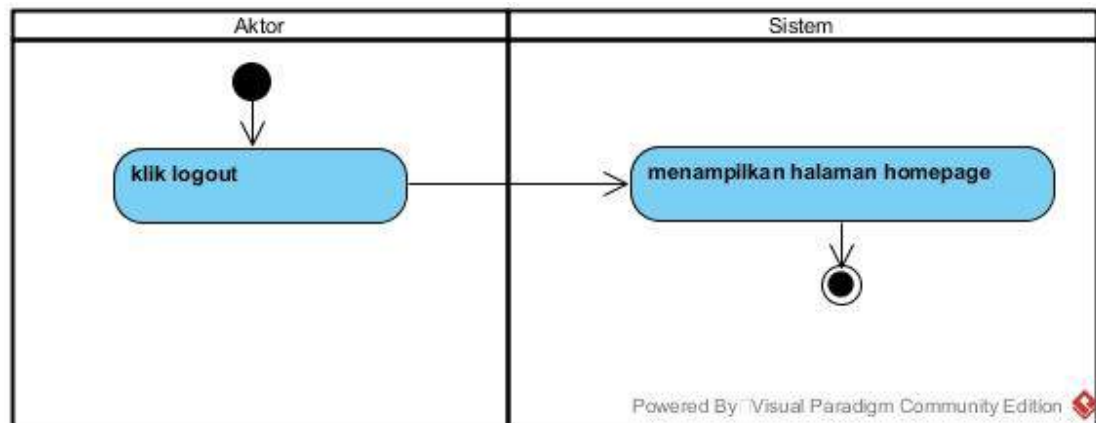 Aktor
Sistem
klik logout
menampilkan halaman homepage
Powered By Visual Paradigm Community Edition